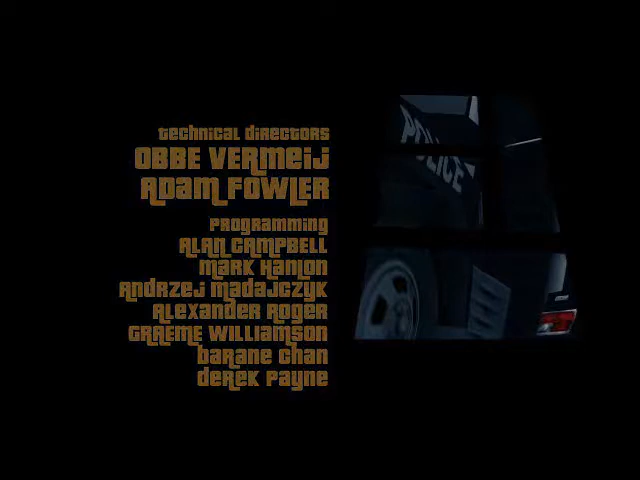 technical directors
OBBE VERMEIJ
ADAM FOWLER
programming
ALAN CAMPBELL
MARK HANLON
ANDRZEJ MADAJCZYK
ALEXANDER ROGER
GRAEME WILLIAMSON
BARANE CHAN
DEREK PAYNE
POLICE